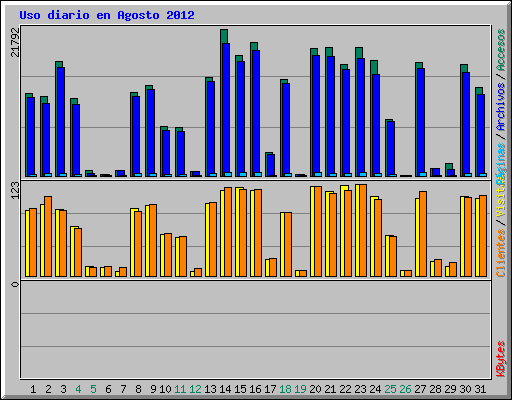 Uso diario en Agosto 2012
21792
123
0
Accesos / Archivos / Páginas
Clientes / Visitas
KBytes
1 2 3 4 5 6 7 8 9 10 11 12 13 14 15 16 17 18 19 20 21 22 23 24 25 26 27 28 29 30 31